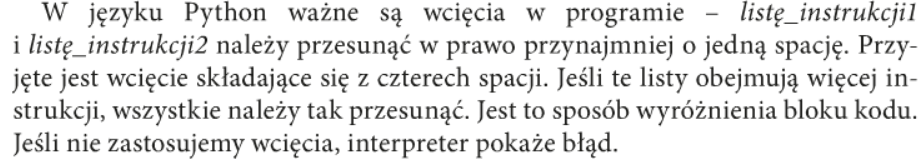 W języku Python ważne są wcięcia w programie – listę_instrukcji1
i listę_instrukcji2 należy przesunąć w prawo przynajmniej o jedną spację. Przy-
jęte jest wcięcie składające się z czterech spacji. Jeśli te listy obejmują więcej in-
strukcji, wszystkie należy tak przesunąć. Jest to sposób wyróżnienia bloku kodu.
Jeśli nie zastosujemy wcięcia, interpreter pokaże błąd.